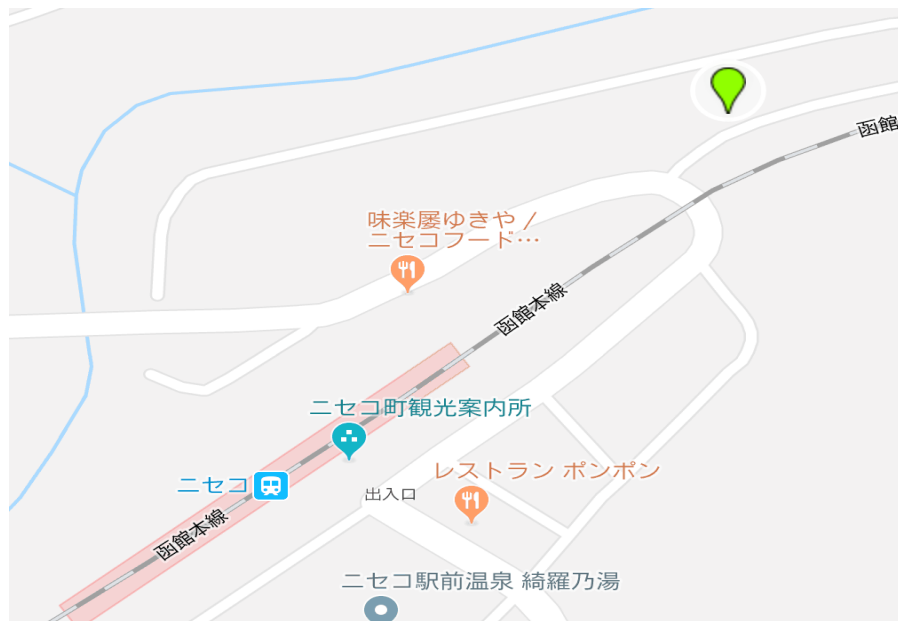 函館
味楽屡ゆきや /
ニセコフード…
函館本線
ニセコ町観光案内所
レストラン ポンポン
ニセコ
出入口
函館本線
ニセコ駅前温泉 綺羅乃湯